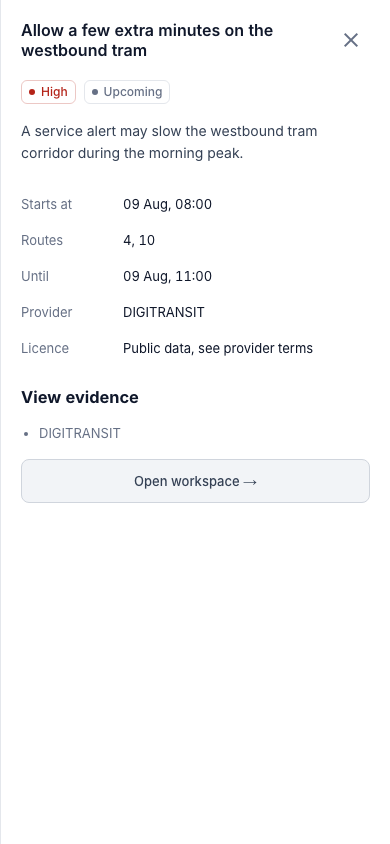 Allow a few extra minutes on the
westbound tram
High
Upcoming
A service alert may slow the westbound tram
corridor during the morning peak.
Starts at 09 Aug, 08:00
Routes 4, 10
Until 09 Aug, 11:00
Provider DIGITRANSIT
Licence Public data, see provider terms
View evidence
• DIGITRANSIT
Open workspace →